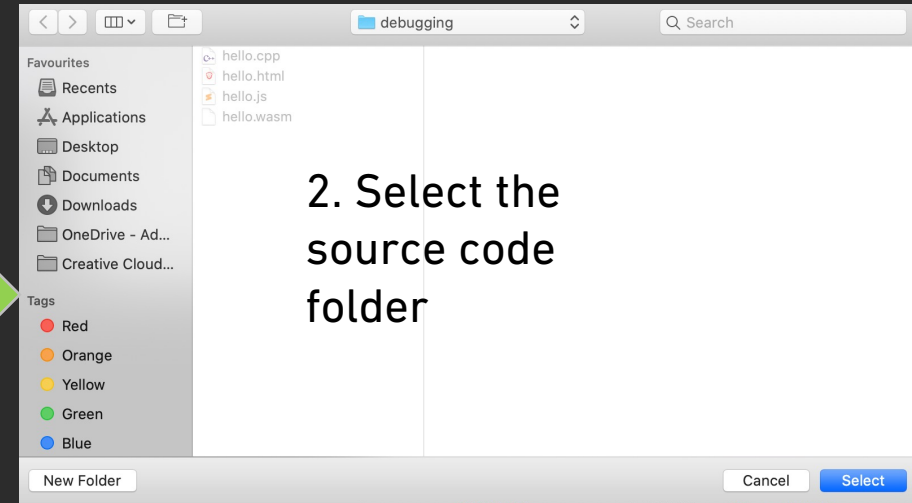 debugging
Search
Favourites
Recents
Applications
Desktop
Documents
Downloads
OneDrive - Ad...
Creative Cloud...
Tags
Red
Orange
Yellow
Green
Blue
hello.cpp
hello.html
hello.js
hello.wasm
2. Select the
source code
folder
New Folder
Cancel
Select